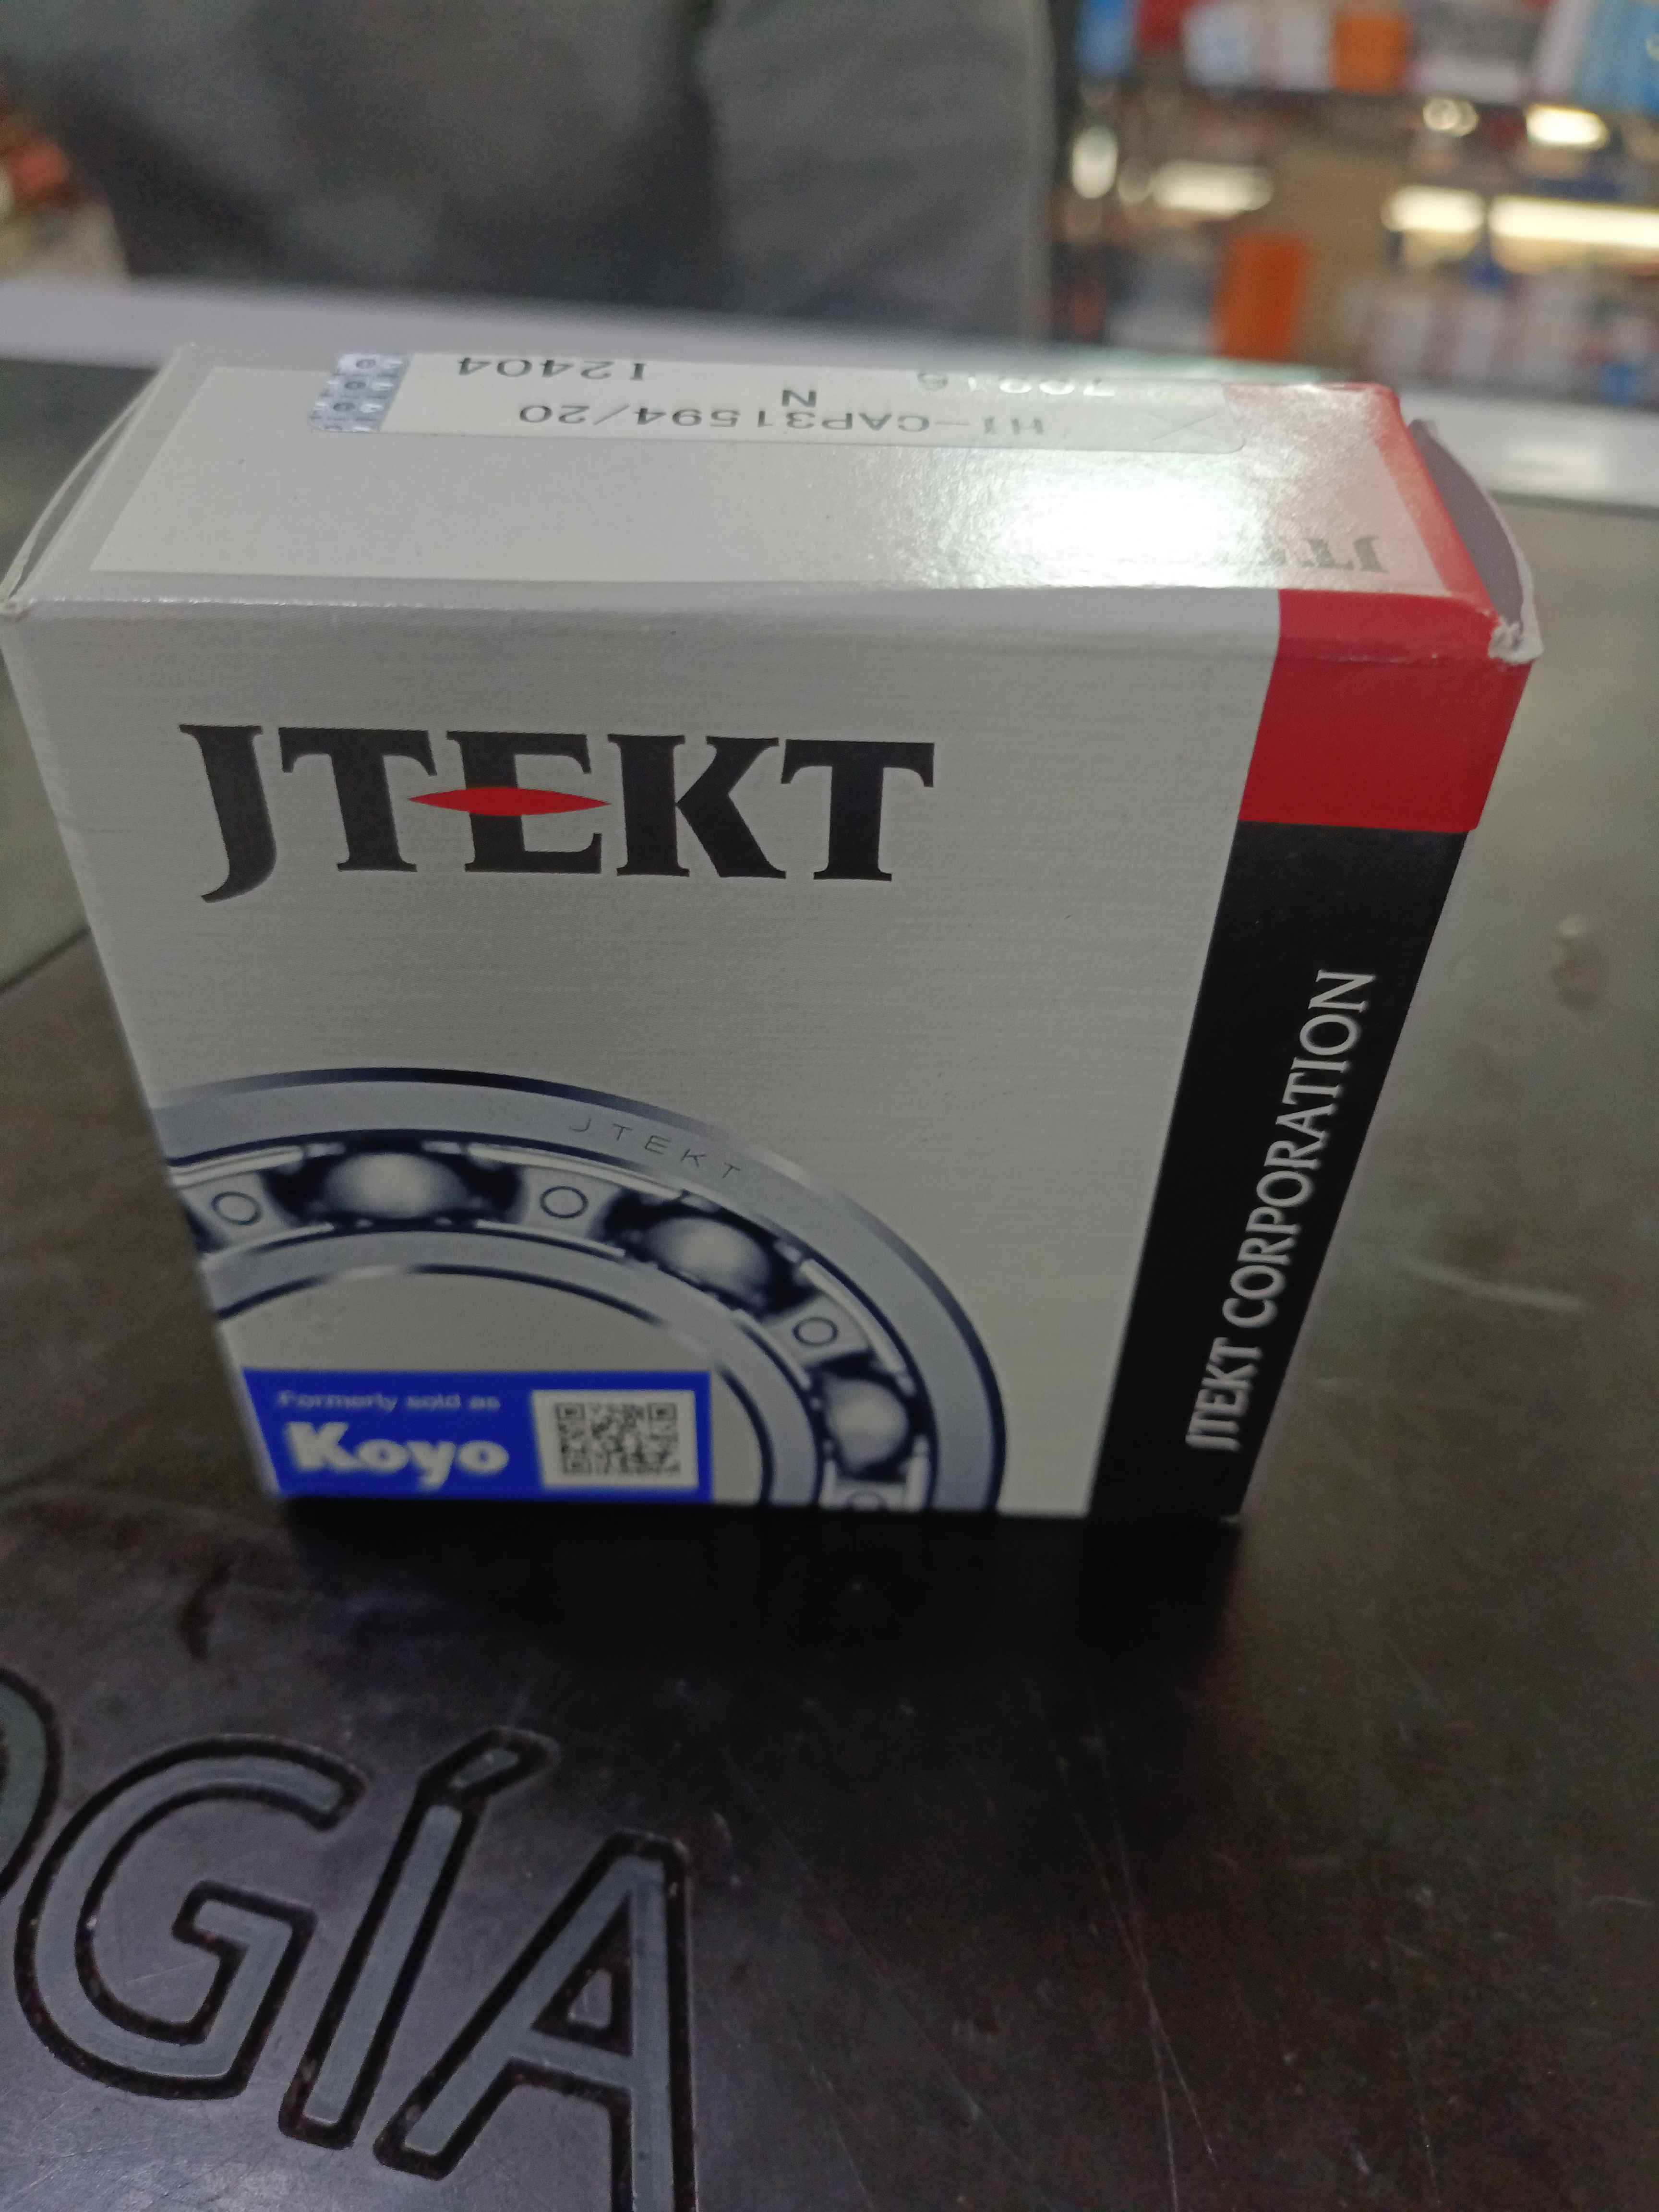 12404
N
HI-CAP31594/20
JTEKT
JTEKT
JTEKT CORPORATION
Formerly sold as
Koyo
GÍA